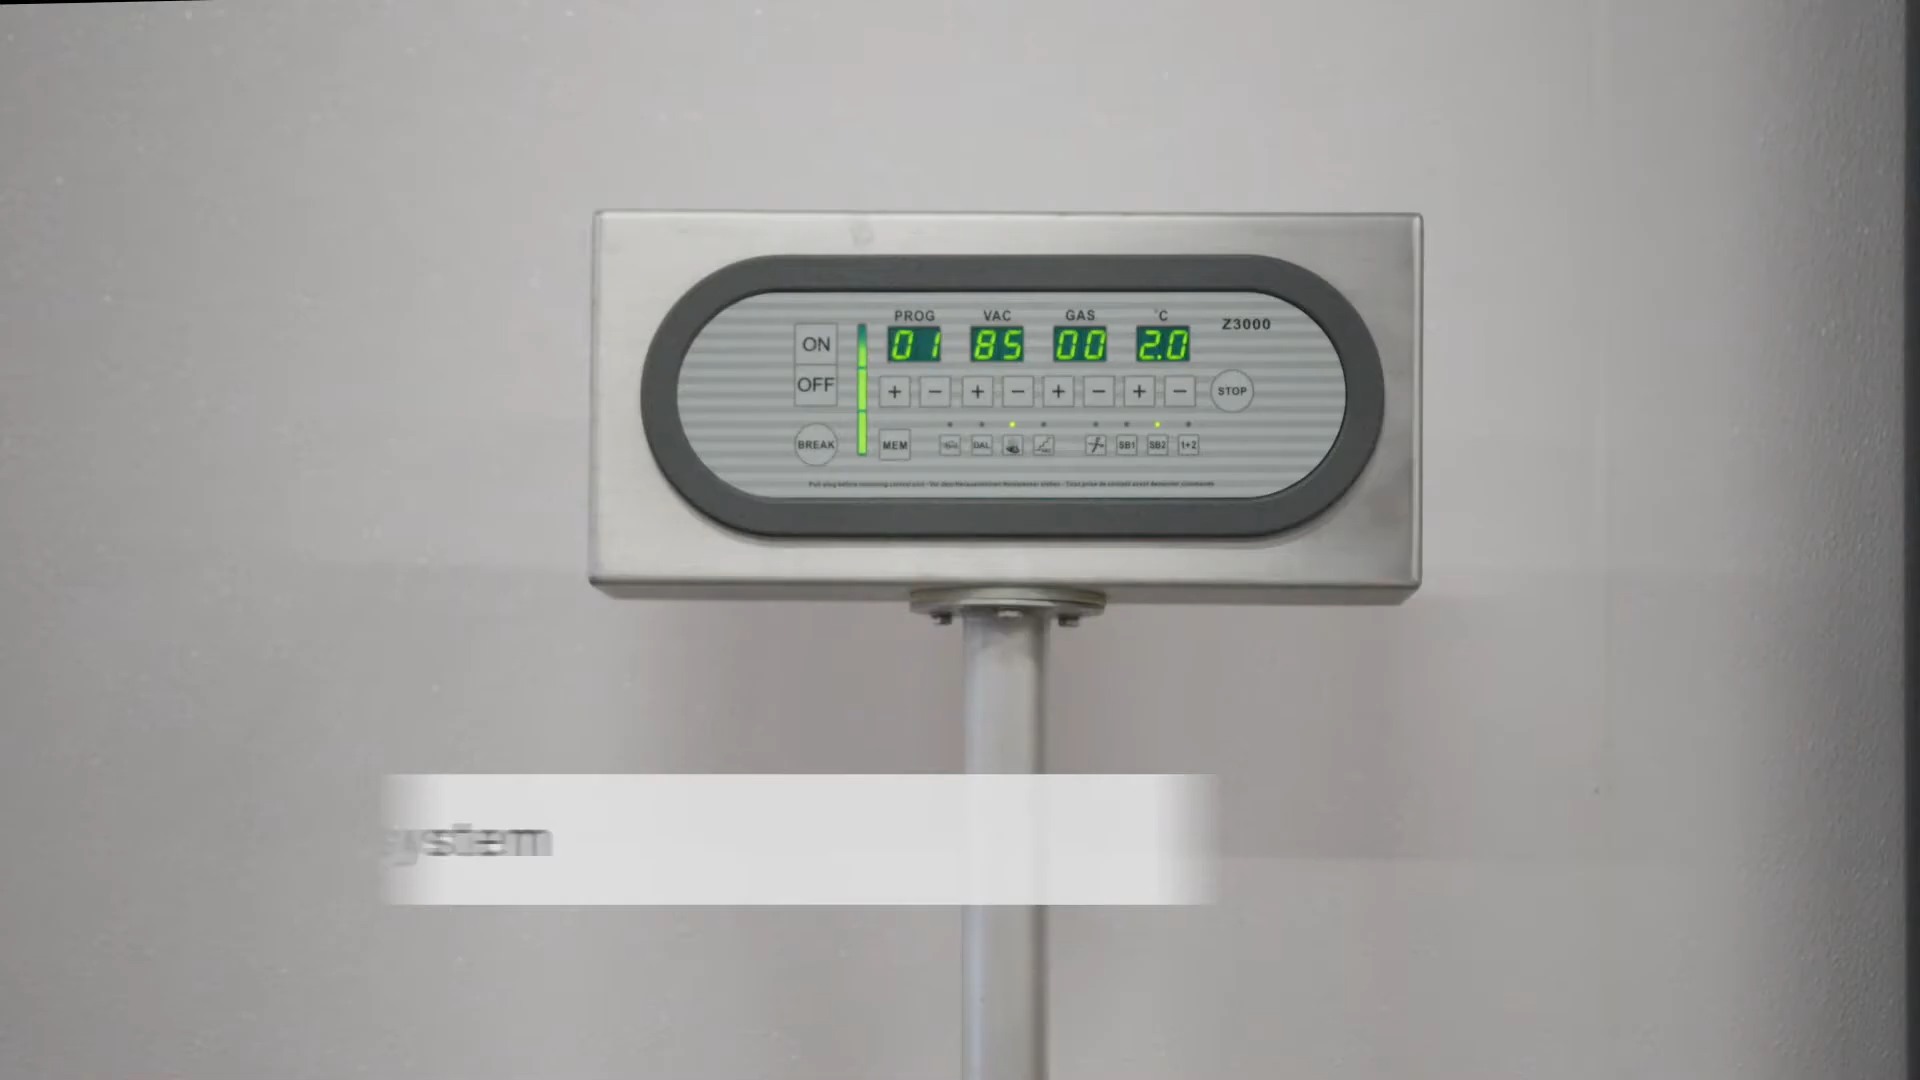 PROG VAC GAS °C
Z3000
ON
01 85 00 2.0
OFF
+ − + − + − + −
STOP
BREAK
MEM
GAL
SB1 SB2 1+2
system